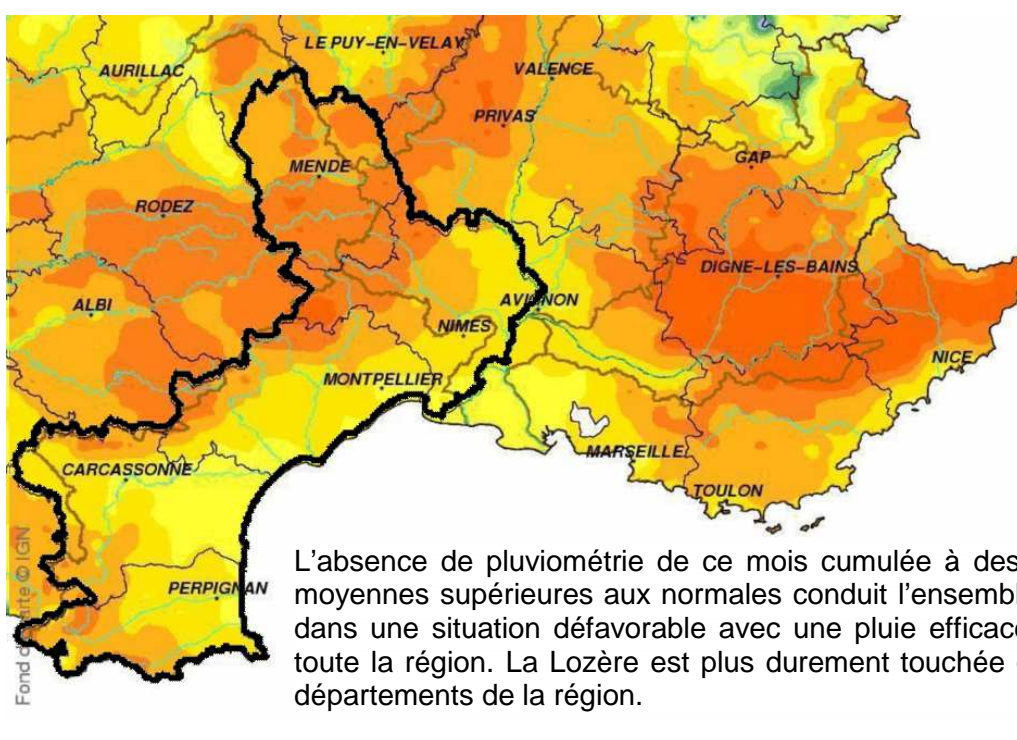 LE PUY-EN-VELAY
AURILLAC
VALENCE
PRIVAS
GAP
MENDE
RODEZ
DIGNE-LES-BAINS
ALBI
AVIGNON
NIMES
NICE
MONTPELLIER
MARSEILLE
CARCASSONNE
TOULON
PERPIGNAN
Fond de carte © IGN
L'absence de pluviométrie de ce mois cumulée à des
moyennes supérieures aux normales conduit l'ensembl
dans une situation défavorable avec une pluie efficac
toute la région. La Lozère est plus durement touchée
départements de la région.